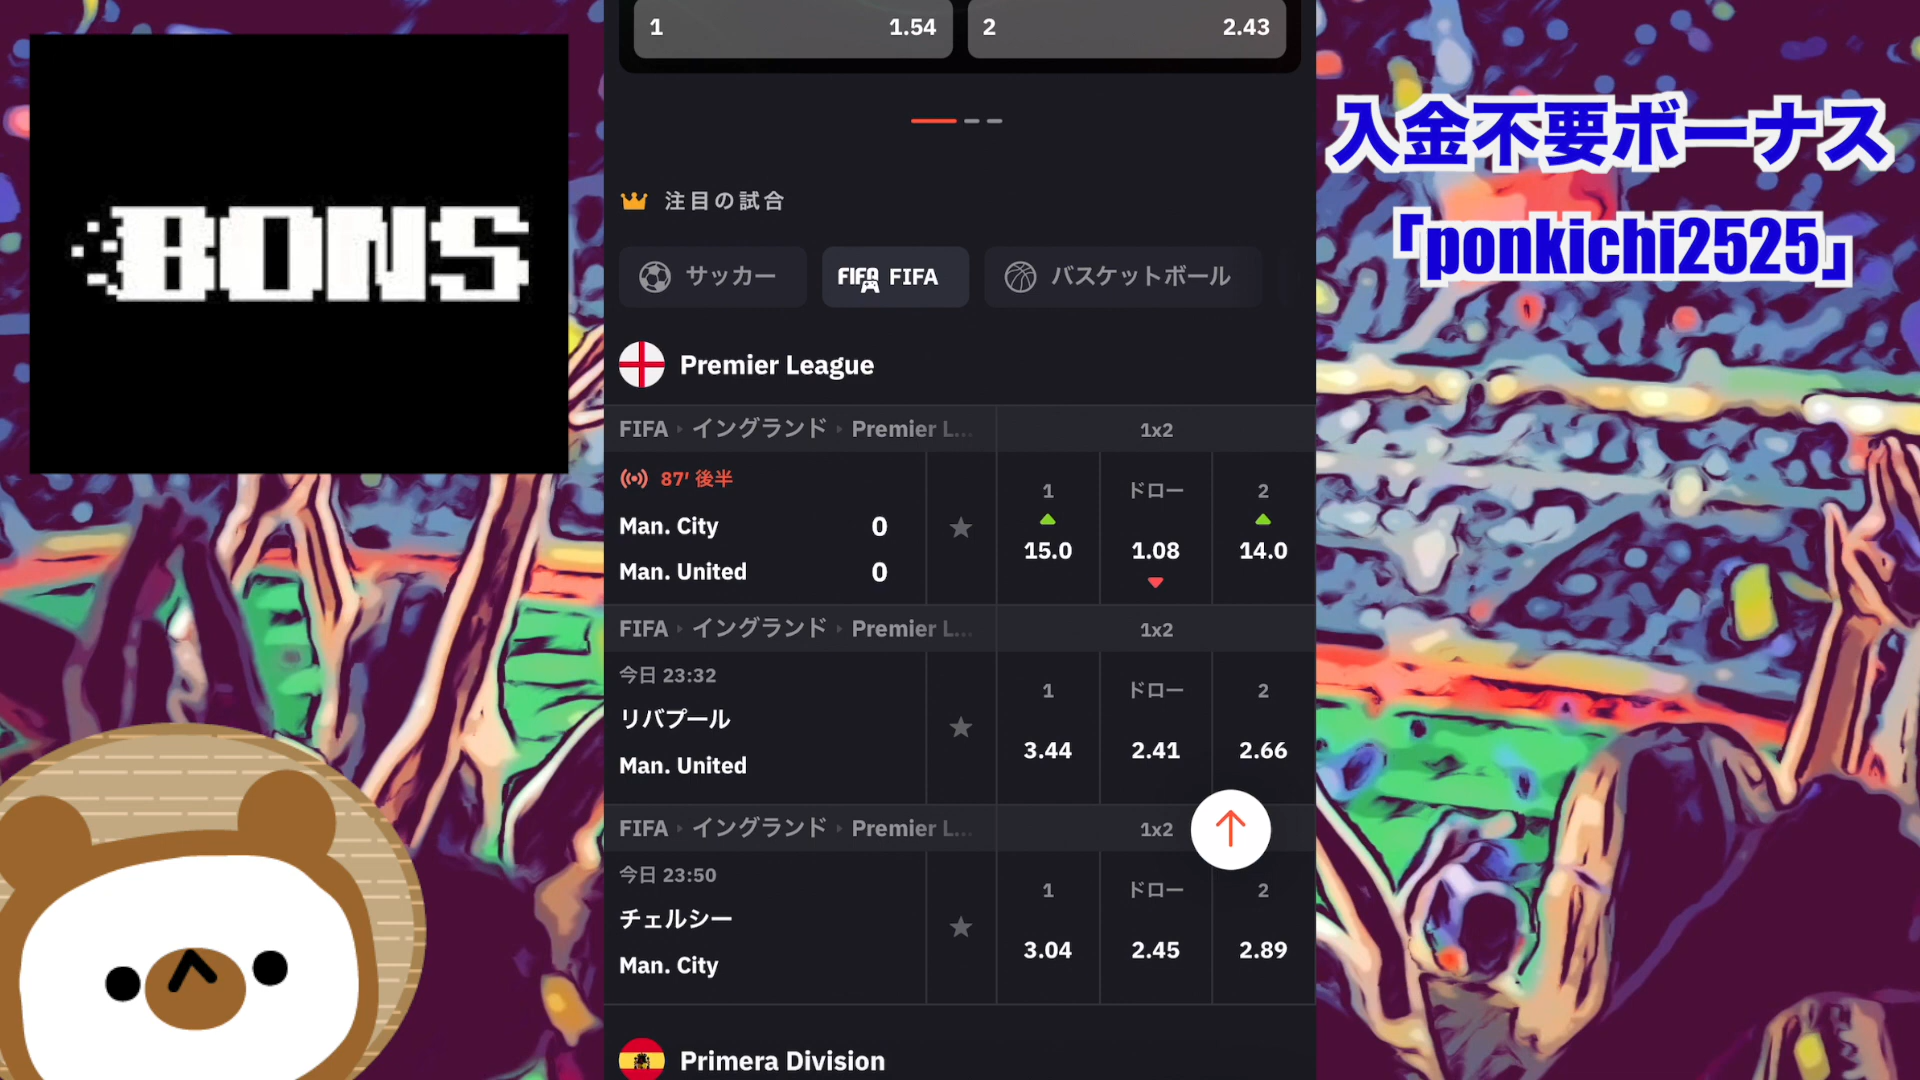 BONS
1 1.54 2 2.43
注目の試合
サッカー FIFA FIFA バスケットボール
Premier League
FIFA イングランド Premier L... 1x2
87' 後半
1 ドロー 2
Man. City 0
15.0 1.08 14.0
Man. United 0
FIFA イングランド Premier L... 1x2
今日 23:32
1 ドロー 2
リバプール
3.44 2.41 2.66
Man. United
FIFA イングランド Premier L... 1x2
今日 23:50
1 ドロー 2
チェルシー
3.04 2.45 2.89
Man. City
Primera Division
入金不要ボーナス
「ponkichi2525」